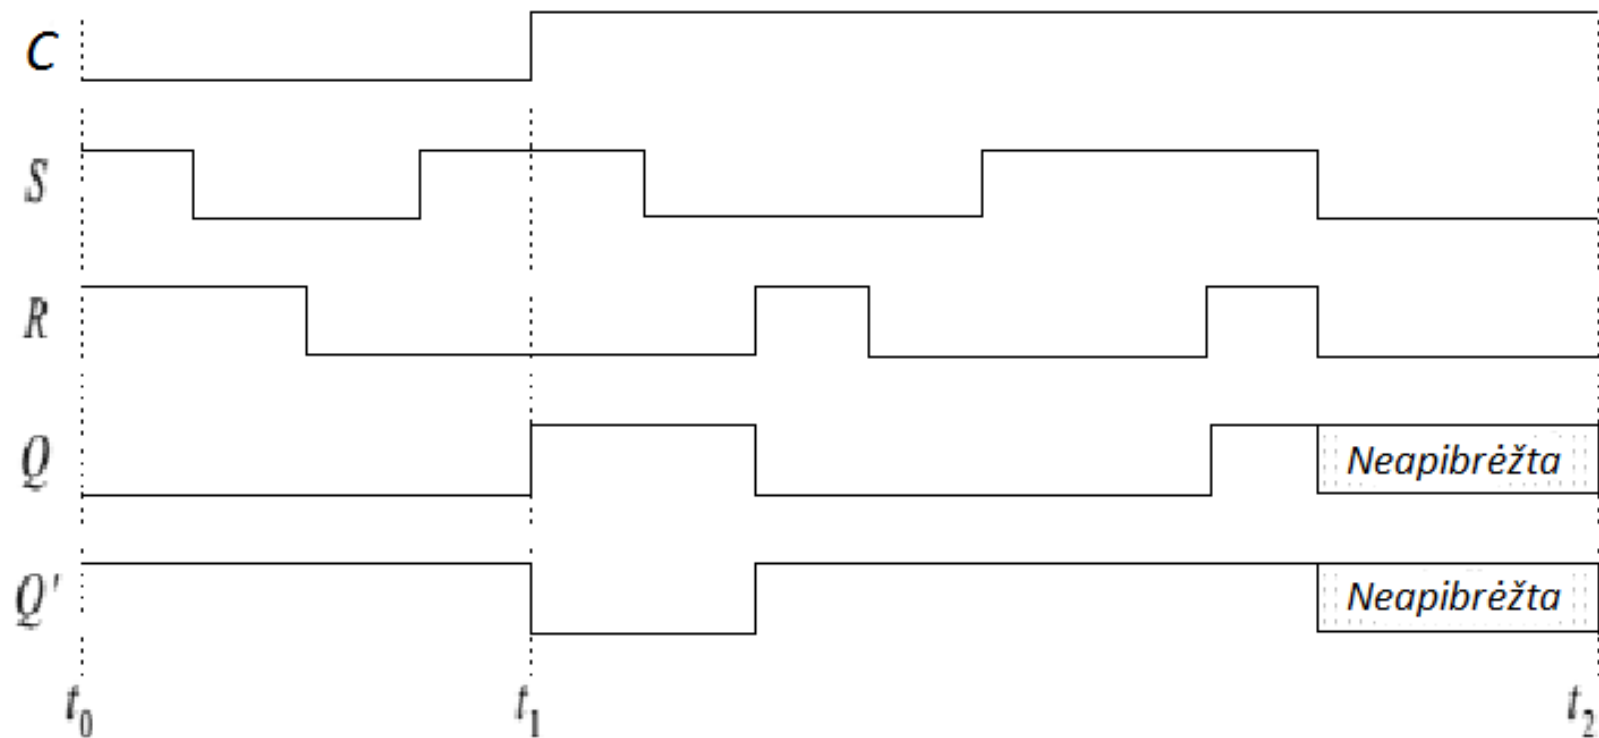 C
S
R
Q Neapibrėžta
Q' Neapibrėžta
t₀ t₁ t₂